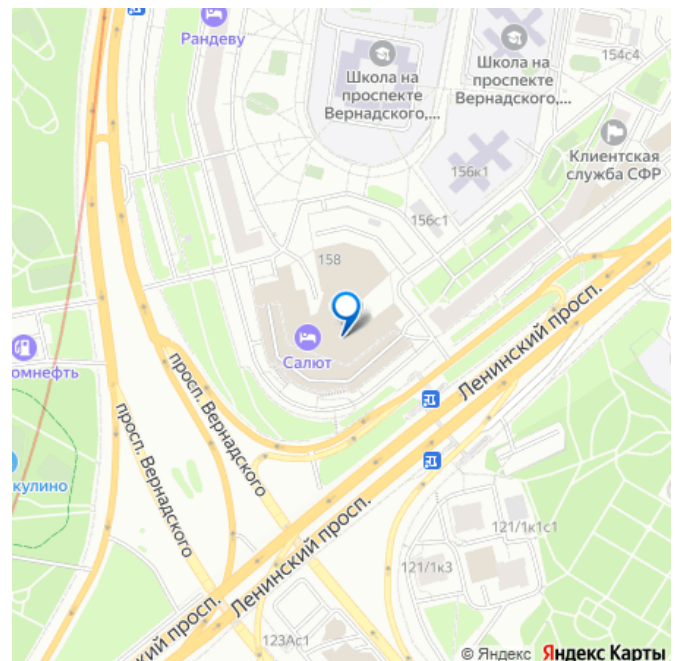 Рандеву
Школа на
проспекте
Вернадского,...
Школа на
проспекте
Вернадского,...
154с4
Клиентская
служба СФР
156к1
156с1
158
Салют
омнефть
кулино
просп. Вернадского
просп. Вернадского
Ленинский просп.
Ленинский просп.
кий просп.
121/1к1с1
121/1к3
123Ас1
© Яндекс Яндекс Карты